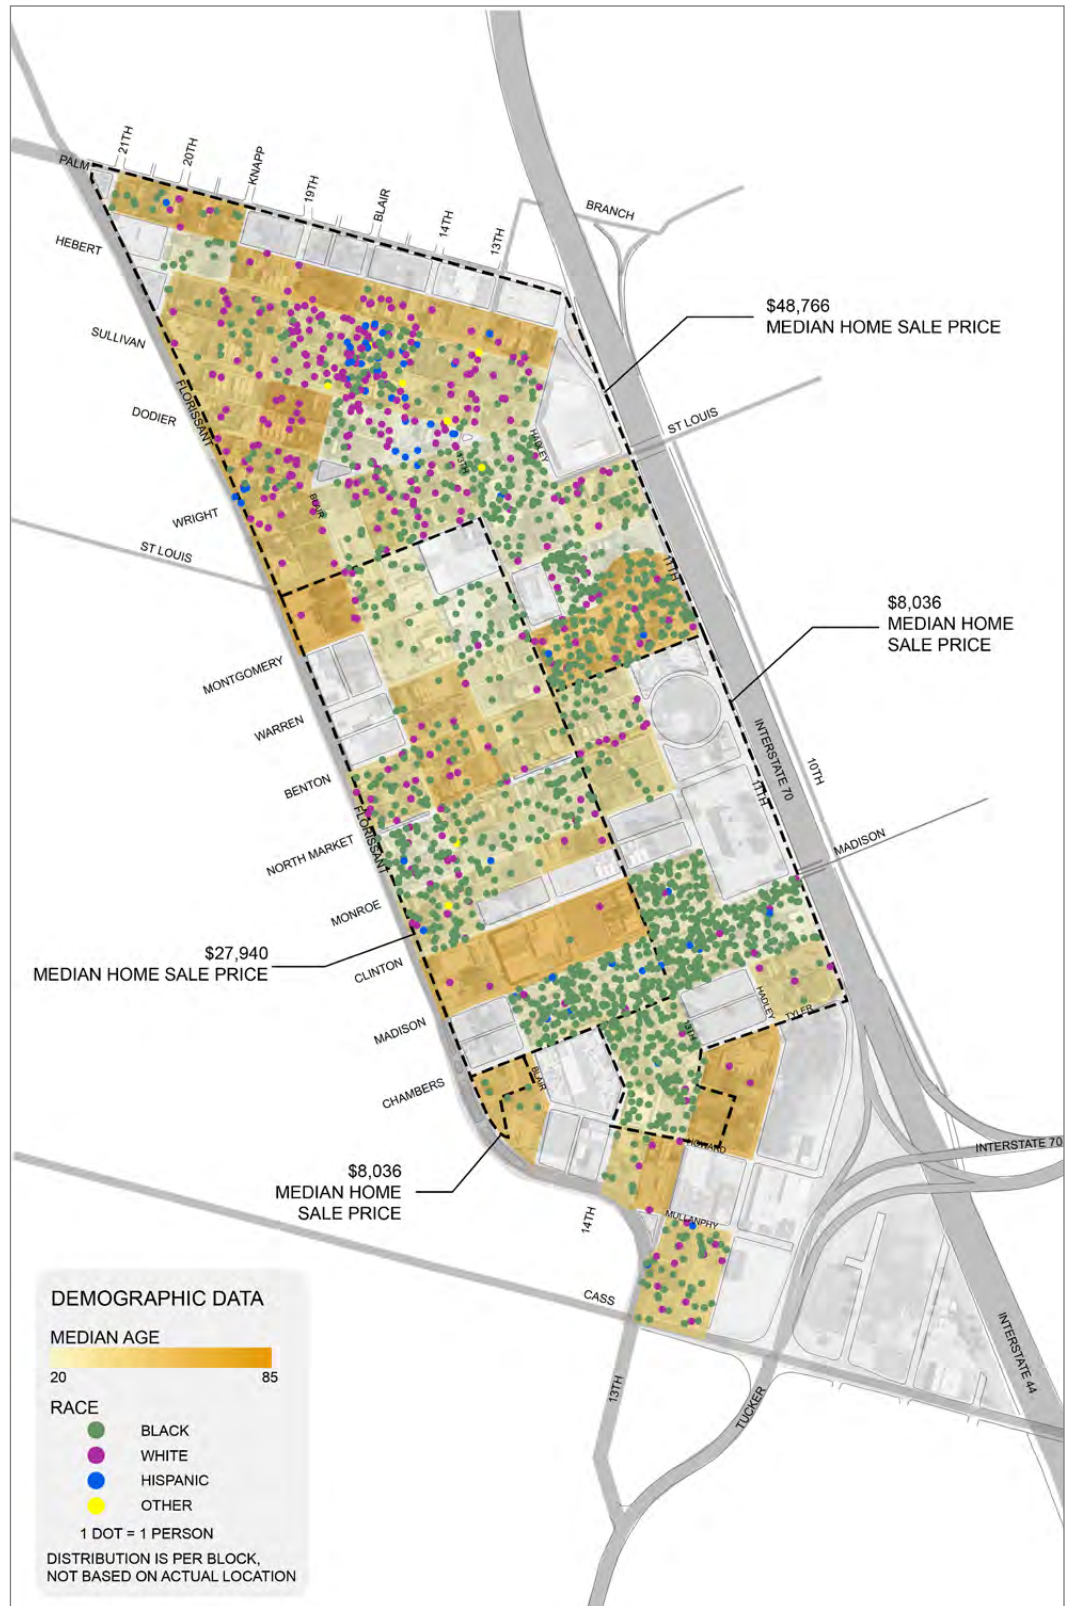 PALM
21TH
20TH
KNAPP
19TH
BLAIR
14TH
13TH
BRANCH
HEBERT
$48,766
MEDIAN HOME SALE PRICE
SULLIVAN
FLORISSANT
DODIER
ST LOUIS
HADLEY
13TH
BLAIR
WRIGHT
ST LOUIS
11TH
$8,036
MEDIAN HOME
SALE PRICE
MONTGOMERY
WARREN
INTERSTATE 70
10TH
11TH
BENTON
FLORISSANT
NORTH MARKET
MADISON
MONROE
$27,940
MEDIAN HOME SALE PRICE
CLINTON
MADISON
HADLEY
TYLER
13TH
BLAIR
CHAMBERS
HOWARD
INTERSTATE 70
$8,036
MEDIAN HOME
SALE PRICE
14TH
MULLANPHY
CASS
INTERSTATE 44
13TH
TUCKER
DEMOGRAPHIC DATA
MEDIAN AGE
20 85
RACE
BLACK
WHITE
HISPANIC
OTHER
1 DOT = 1 PERSON
DISTRIBUTION IS PER BLOCK,
NOT BASED ON ACTUAL LOCATION